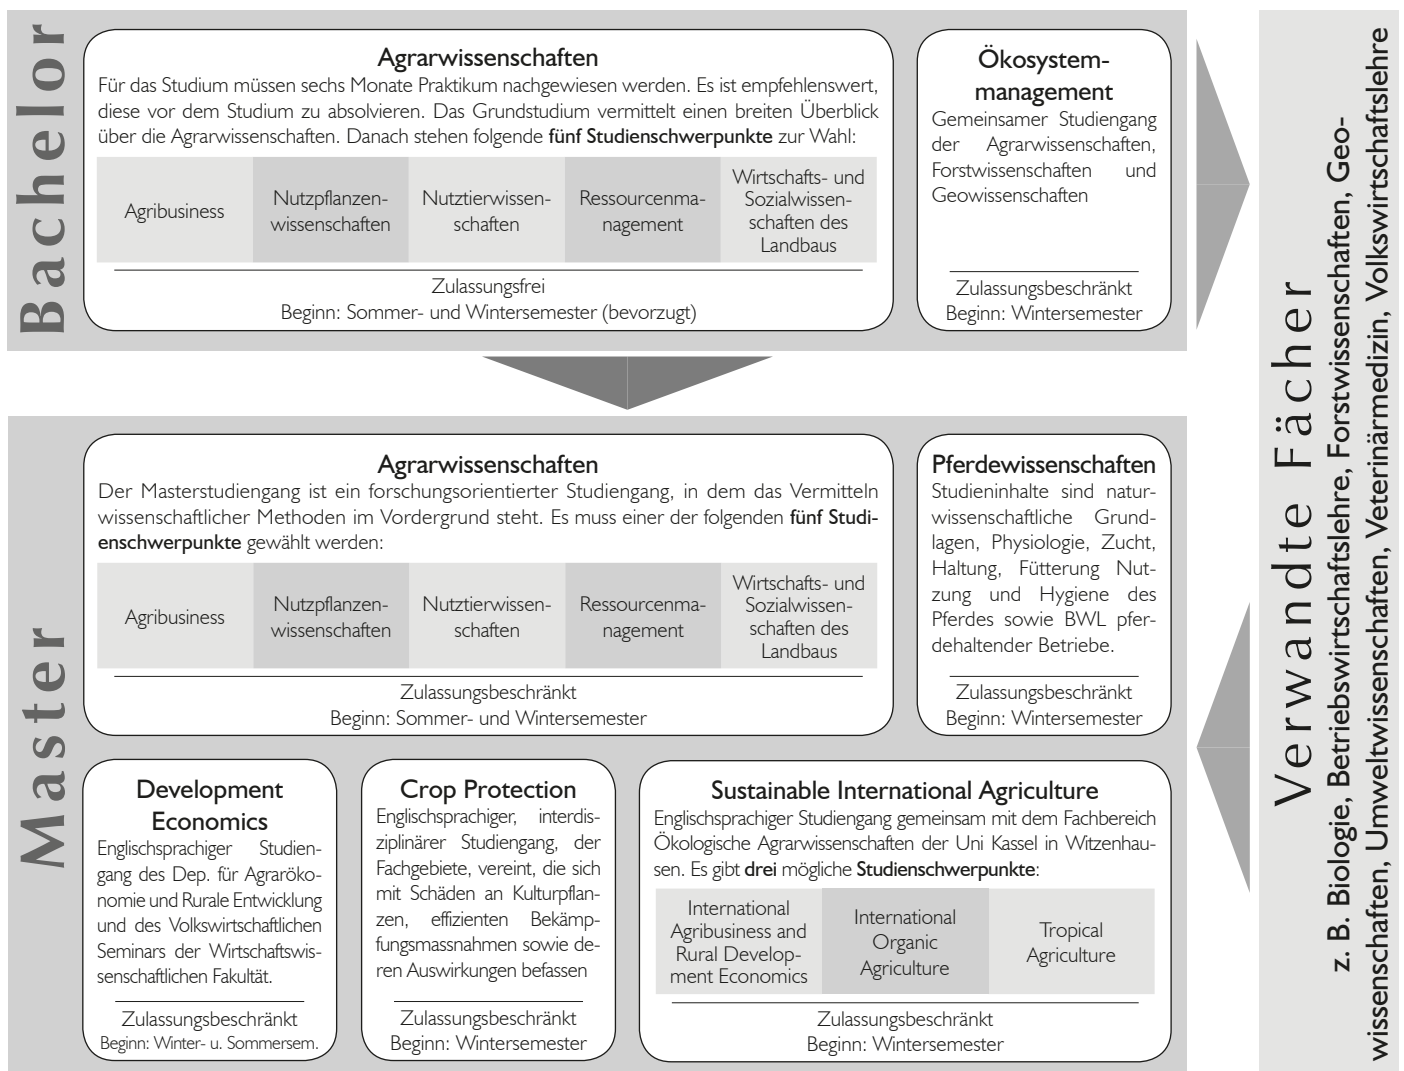 Bachelor
Agrarwissenschaften
Für das Studium müssen sechs Monate Praktikum nachgewiesen werden. Es ist empfehlenswert,
diese vor dem Studium zu absolvieren. Das Grundstudium vermittelt einen breiten Überblick
über die Agrarwissenschaften. Danach stehen folgende fünf Studienschwerpunkte zur Wahl:
Agribusiness
Nutzpflanzen-
wissenschaften
Nutztierwissen-
schaften
Ressourcenma-
nagement
Wirtschafts- und
Sozialwissen-
schaften des
Landbaus
Zulassungsfrei
Beginn: Sommer- und Wintersemester (bevorzugt)
Ökosystem-
management
Gemeinsamer Studiengang
der Agrarwissenschaften,
Forstwissenschaften und
Geowissenschaften
Zulassungsbeschränkt
Beginn: Wintersemester
Master
Agrarwissenschaften
Der Masterstudiengang ist ein forschungsorientierter Studiengang, in dem das Vermitteln
wissenschaftlicher Methoden im Vordergrund steht. Es muss einer der folgenden fünf Studi-
enschwerpunkte gewählt werden:
Agribusiness
Nutzpflanzen-
wissenschaften
Nutztierwissen-
schaften
Ressourcenma-
nagement
Wirtschafts- und
Sozialwissen-
schaften des
Landbaus
Zulassungsbeschränkt
Beginn: Sommer- und Wintersemester
Pferdewissenschaften
Studieninhalte sind natur-
wissenschaftliche Grund-
lagen, Physiologie, Zucht,
Haltung, Fütterung Nut-
zung und Hygiene des
Pferdes sowie BWL pfer-
dehaltender Betriebe.
Zulassungsbeschränkt
Beginn: Wintersemester
Development
Economics
Englischsprachiger Studien-
gang des Dep. für Agraröko-
nomie und Rurale Entwicklung
und des Volkswirtschaftlichen
Seminars der Wirtschaftswis-
senschaftlichen Fakultät.
Zulassungsbeschränkt
Beginn: Winter- u. Sommersem.
Crop Protection
Englischsprachiger, interdis-
ziplinärer Studiengang, der
Fachgebiete, vereint, die sich
mit Schäden an Kulturpflan-
zen, effizienten Bekämp-
fungsmassnahmen sowie de-
ren Auswirkungen befassen
Zulassungsbeschränkt
Beginn: Wintersemester
Sustainable International Agriculture
Englischsprachiger Studiengang gemeinsam mit dem Fachbereich
Ökologische Agrarwissenschaften der Uni Kassel in Witzenhau-
sen. Es gibt drei mögliche Studienschwerpunkte:
International
Agribusiness and
Rural Develop-
ment Economics
International
Organic
Agriculture
Tropical
Agriculture
Zulassungsbeschränkt
Beginn: Wintersemester
Verwandte Fächer
z. B. Biologie, Betriebswirtschaftslehre, Forstwissenschaften, Geo-
wissenschaften, Umweltwissenschaften, Veterinärmedizin, Volkswirtschaftslehre